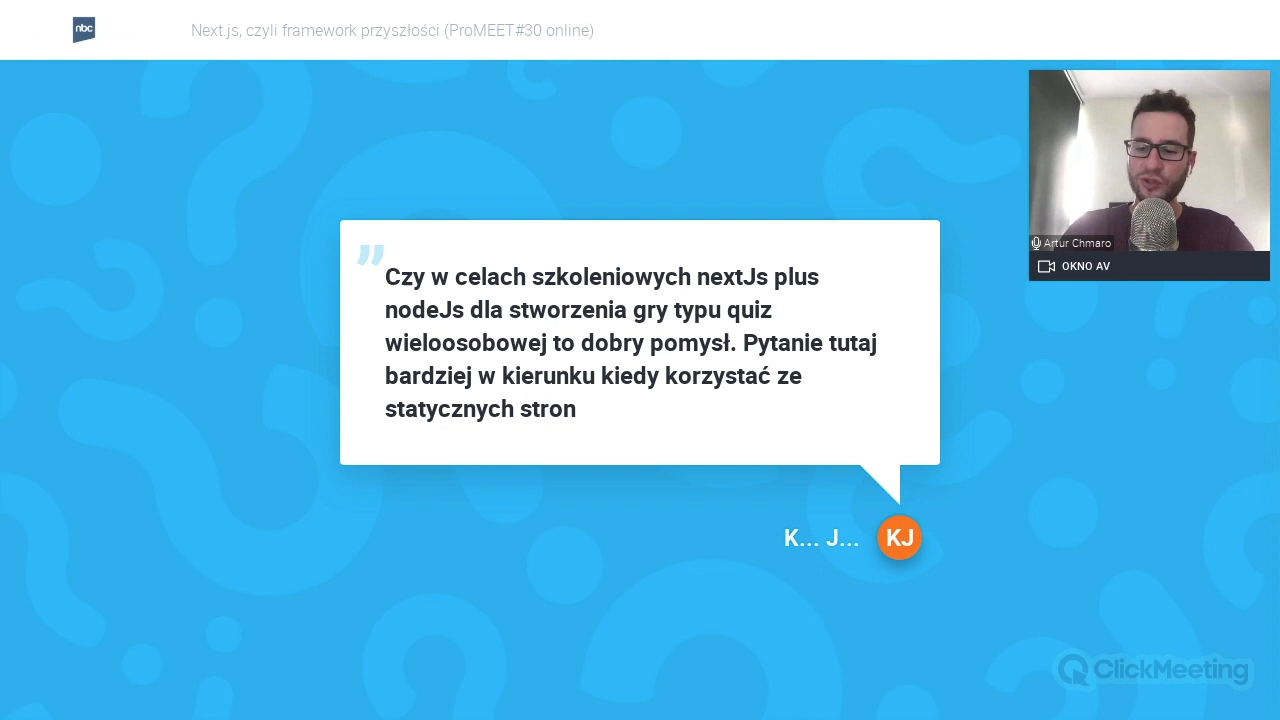 nbc
Next.js, czyli framework przyszłości (ProMEET#30 online)
Artur Chmaro
OKNO AV
”
Czy w celach szkoleniowych nextJs plus
nodeJs dla stworzenia gry typu quiz
wieloosobowej to dobry pomysł. Pytanie tutaj
bardziej w kierunku kiedy korzystać ze
statycznych stron
K... J... KJ
ClickMeeting